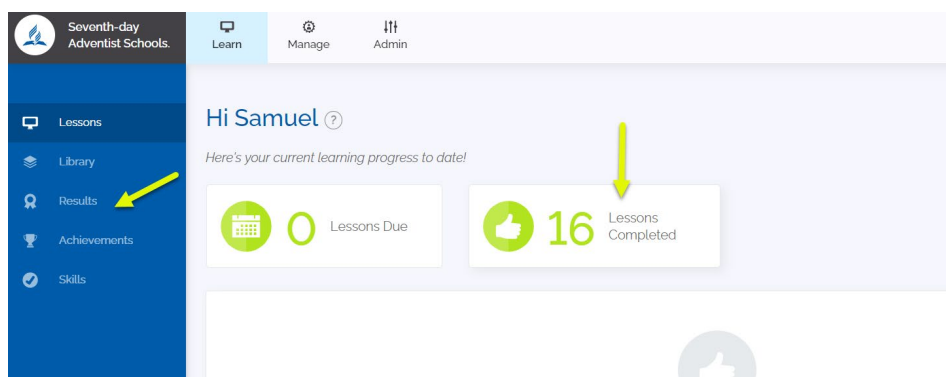 Seventh-day
Adventist Schools.
Learn
Manage
Admin
Lessons
Library
Results
Achievements
Skills
Hi Samuel ?
Here's your current learning progress to date!
0 Lessons Due
16 Lessons
Completed